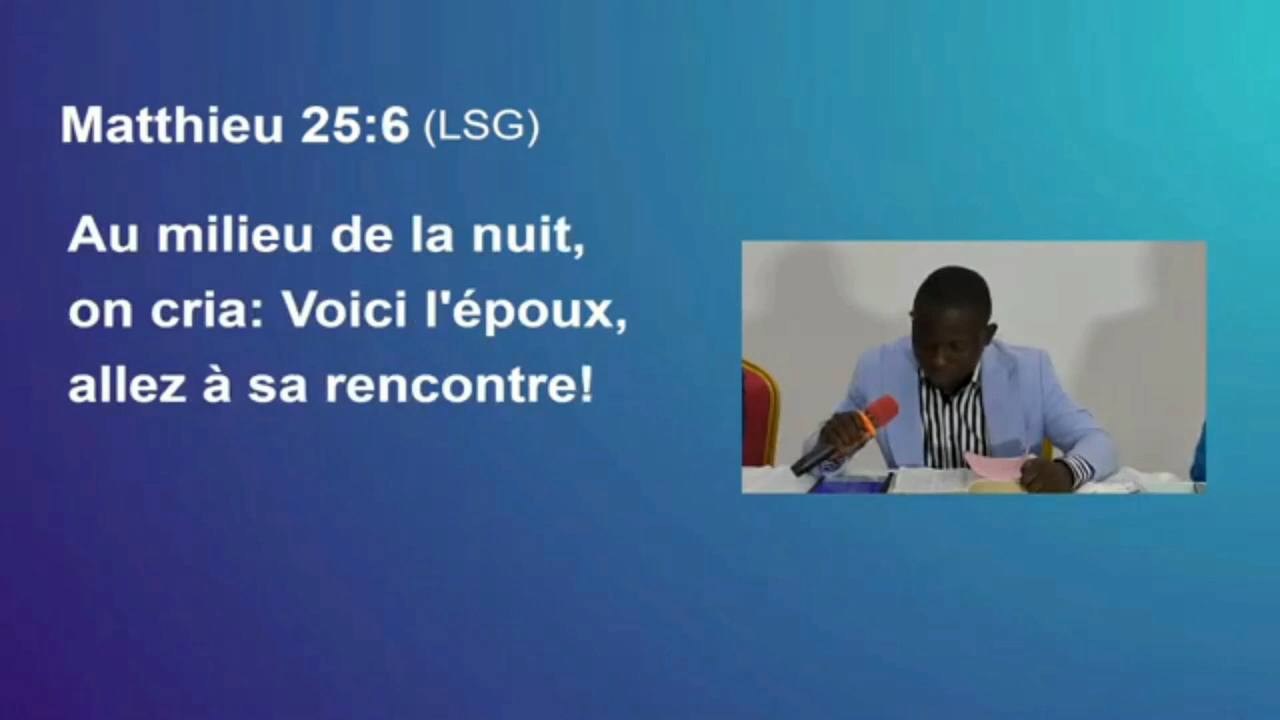 Matthieu 25:6 (LSG)
Au milieu de la nuit,
on cria: Voici l'époux,
allez à sa rencontre!